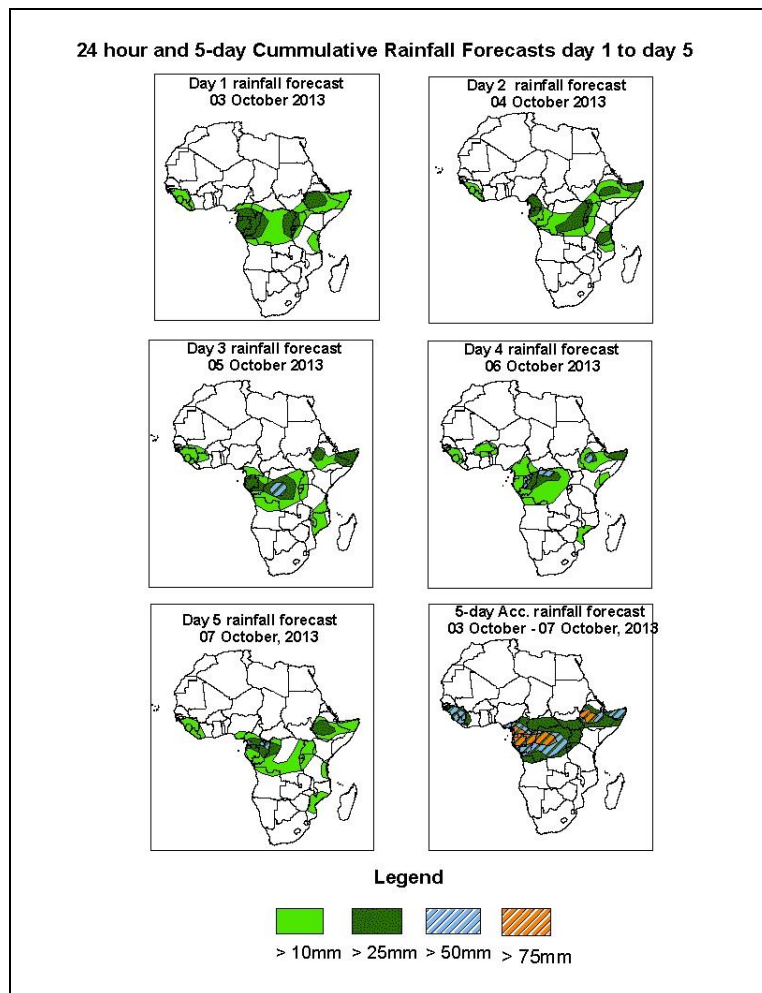 24 hour and 5-day Cummulative Rainfall Forecasts day 1 to day 5
Day 1 rainfall forecast
03 October 2013
Day 2 rainfall forecast
04 October 2013
Day 3 rainfall forecast
05 October 2013
Day 4 rainfall forecast
06 October 2013
Day 5 rainfall forecast
07 October, 2013
5-day Acc. rainfall forecast
03 October - 07 October, 2013
Legend
> 10mm
> 25mm
> 50mm
> 75mm